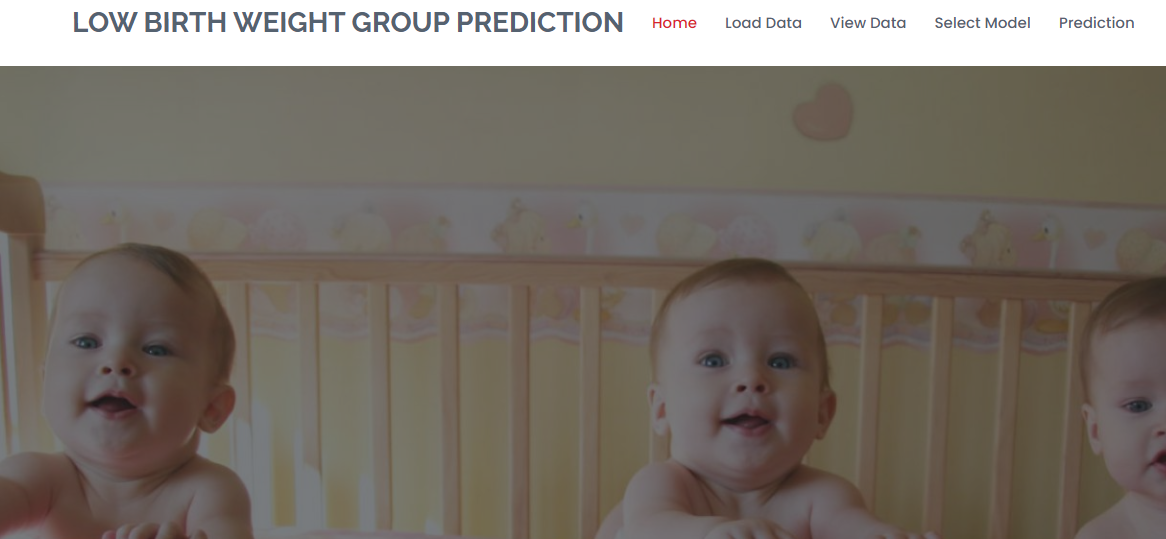 LOW BIRTH WEIGHT GROUP PREDICTION Home Load Data View Data Select Model Prediction